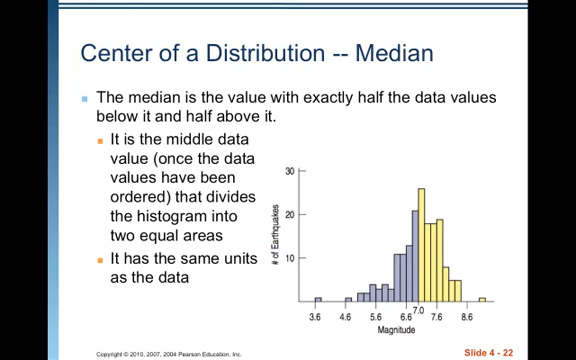 Center of a Distribution -- Median
The median is the value with exactly half the data values
below it and half above it.
It is the middle data
value (once the data
values have been
ordered) that divides
the histogram into
two equal areas
It has the same units
as the data
30
20
10
# of Earthquakes
3.6 4.6 5.6 6.6 7.0 7.6 8.6
Magnitude
Copyright © 2010, 2007, 2004 Pearson Education, Inc.
Slide 4 - 22